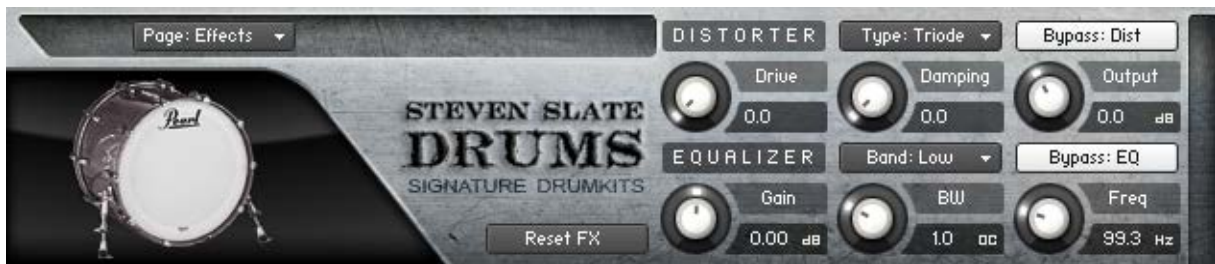 Page: Effects
DISTORTER
Type: Triode
Bypass: Dist
Drive
Damping
Output
0.0
0.0
0.0 dB
Pearl
STEVEN SLATE
DRUMS
SIGNATURE DRUMKITS
EQUALIZER
Band: Low
Bypass: EQ
Gain
BW
Freq
Reset FX
0.00 dB
1.0 OC
99.3 Hz